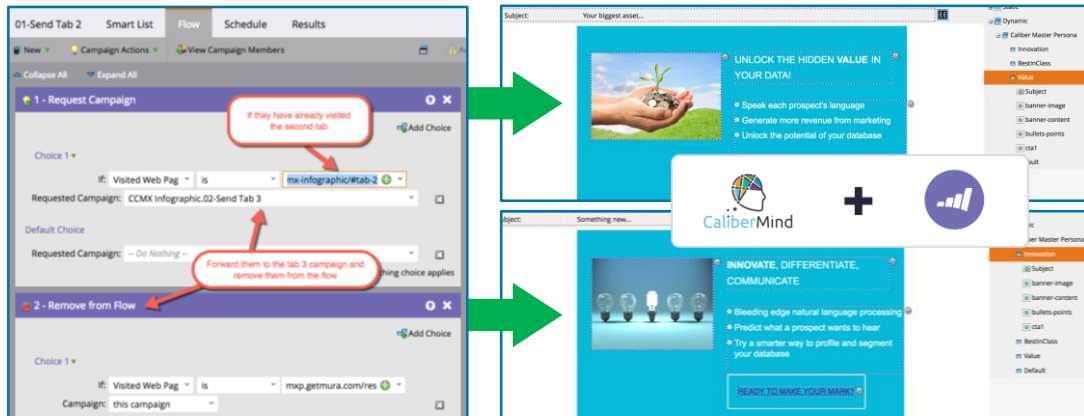 01-Send Tab 2 Smart List Flow Schedule Results
New Campaign Actions View Campaign Members
Collapse All Expand All
1 - Request Campaign
If they have already visited
the second tab
Add Choice
Choice 1
If: Visited Web Pag is mx-infographic/#tab-2
Requested Campaign: CCMX Infographic.02-Send Tab 3
Default Choice
Requested Campaign: -- Do Nothing --
Forward them to the tab 3 campaign and
remove them from the flow
hing choice applies
2 - Remove from Flow
Add Choice
Choice 1
If: Visited Web Pag is mxp.getmura.com/res
Campaign: this campaign
Subject: Your biggest asset...
UNLOCK THE HIDDEN VALUE IN
YOUR DATA!
Speak each prospect's language
Generate more revenue from marketing
Unlock the potential of your database
Dynamic
Caliber Master Persona
Innovation
BestInClass
Value
Subject
banner-image
banner-content
bullets-points
cta1
ault
CaliberMind
+
bject: Something new...
INNOVATE, DIFFERENTIATE,
COMMUNICATE
Bleeding edge natural language processing
Predict what a prospect wants to hear
Try a smarter way to profile and segment
your database
READY TO MAKE YOUR MARK?
ber Master Persona
Innovation
Subject
banner-image
banner-content
bullets-points
cta1
BestInClass
Value
Default